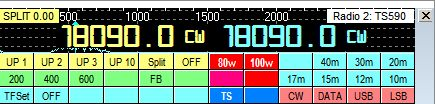 SPLIT 0.00 500 1000 1500 2000 Radio 2: TS590
18090.0 CW 18090.0 CW
UP 1 UP 2 UP 3 UP 10 Split OFF 80w 100w 40m 30m 20m
200 400 600 FB 17m 15m 12m 10m
TFSet OFF TS CW DATA USB LSB